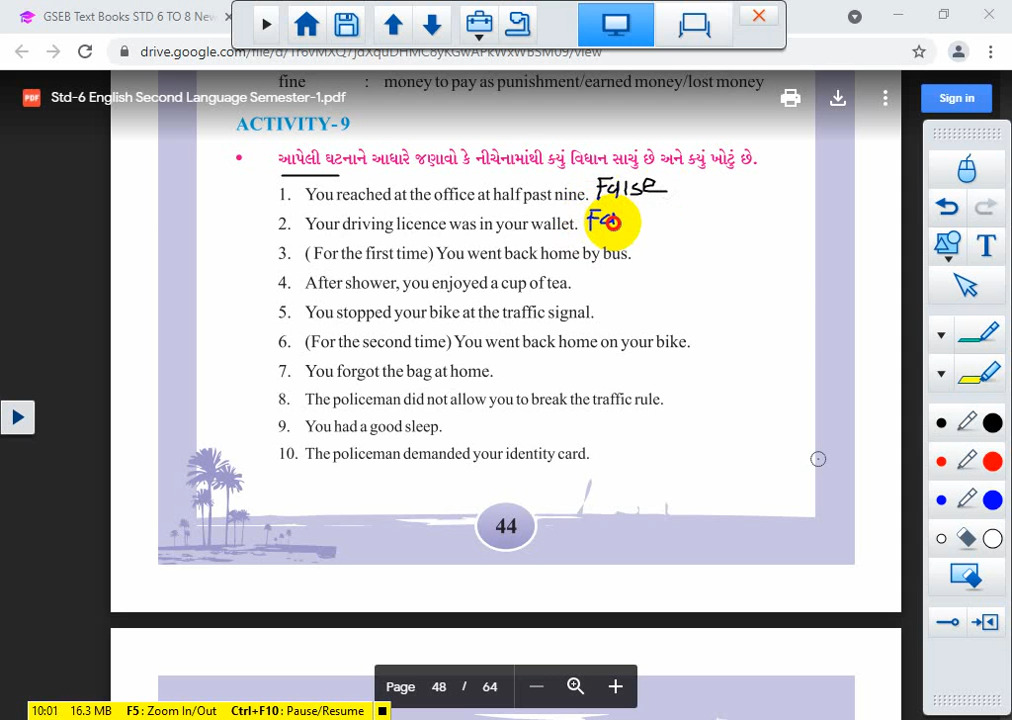 GSEB Text Books STD 6 TO 8 New
fine : money to pay as punishment/earned money/lost money
Std-6 English Second Language Semester-1.pdf
Sign in
ACTIVITY-9
• આપેલી ઘટનાને આધારે જણાવો કે નીચેનામાંથી કયું વિધાન સાચું છે અને કયું ખોટું છે.
1. You reached at the office at half past nine. False
2. Your driving licence was in your wallet. Fa
3. ( For the first time) You went back home by bus.
4. After shower, you enjoyed a cup of tea.
5. You stopped your bike at the traffic signal.
6. (For the second time) You went back home on your bike.
7. You forgot the bag at home.
8. The policeman did not allow you to break the traffic rule.
9. You had a good sleep.
10. The policeman demanded your identity card.
44
T
Page 48 / 64
10:01 16.3 MB F5: Zoom In/Out Ctrl+F10: Pause/Resume